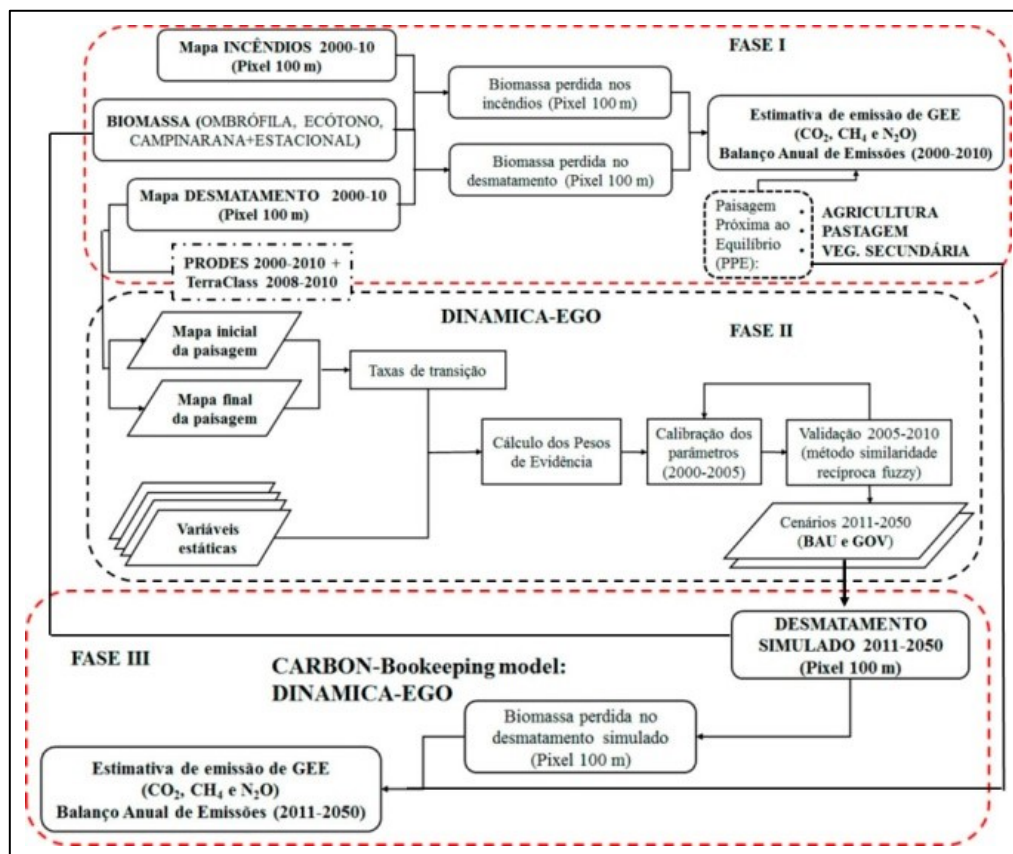 FASE I
Mapa INCÊNDIOS 2000-10
(Pixel 100 m)
BIOMASSA (OMBRÓFILA, ECÓTONO,
CAMPINARANA+ESTACIONAL)
Mapa DESMATAMENTO 2000-10
(Pixel 100 m)
PRODES 2000-2010 +
TerraClass 2008-2010
Biomassa perdida nos
incêndios (Pixel 100 m)
Biomassa perdida no
desmatamento (Pixel 100 m)
Estimativa de emissão de GEE
(CO₂, CH₄ e N₂O)
Balanço Anual de Emissões (2000-2010)
Paisagem
Próxima ao
Equilíbrio
(PPE):
• AGRICULTURA
• PASTAGEM
• VEG. SECUNDÁRIA
DINAMICA-EGO
FASE II
Mapa inicial
da paisagem
Mapa final
da paisagem
Variáveis
estáticas
Taxas de transição
Cálculo dos Pesos
de Evidência
Calibração dos
parâmetros
(2000-2005)
Validação 2005-2010
(método similaridade
recíproca fuzzy)
Cenários 2011-2050
(BAU e GOV)
FASE III
CARBON-Bookeeping model:
DINAMICA-EGO
DESMATAMENTO
SIMULADO 2011-2050
(Pixel 100 m)
Biomassa perdida no
desmatamento simulado
(Pixel 100 m)
Estimativa de emissão de GEE
(CO₂, CH₄ e N₂O)
Balanço Anual de Emissões (2011-2050)